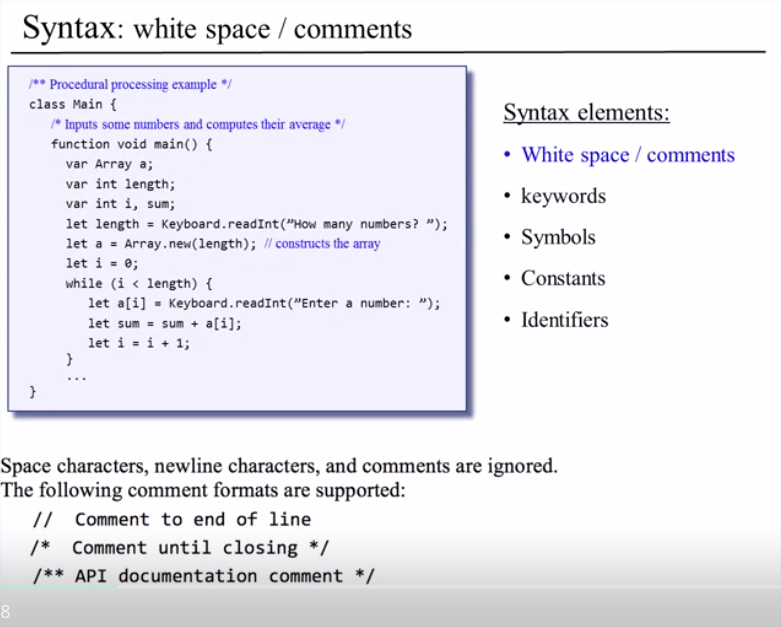 Syntax: white space / comments
/** Procedural processing example */
class Main {
/* Inputs some numbers and computes their average */
function void main() {
var Array a;
var int length;
var int i, sum;
let length = Keyboard.readInt(”How many numbers? ”);
let a = Array.new(length); // constructs the array
let i = 0;
while (i < length) {
let a[i] = Keyboard.readInt(”Enter a number: ”);
let sum = sum + a[i];
let i = i + 1;
}
...
}
Syntax elements:
• White space / comments
• keywords
• Symbols
• Constants
• Identifiers
Space characters, newline characters, and comments are ignored.
The following comment formats are supported:
// Comment to end of line
/* Comment until closing */
/** API documentation comment */
8